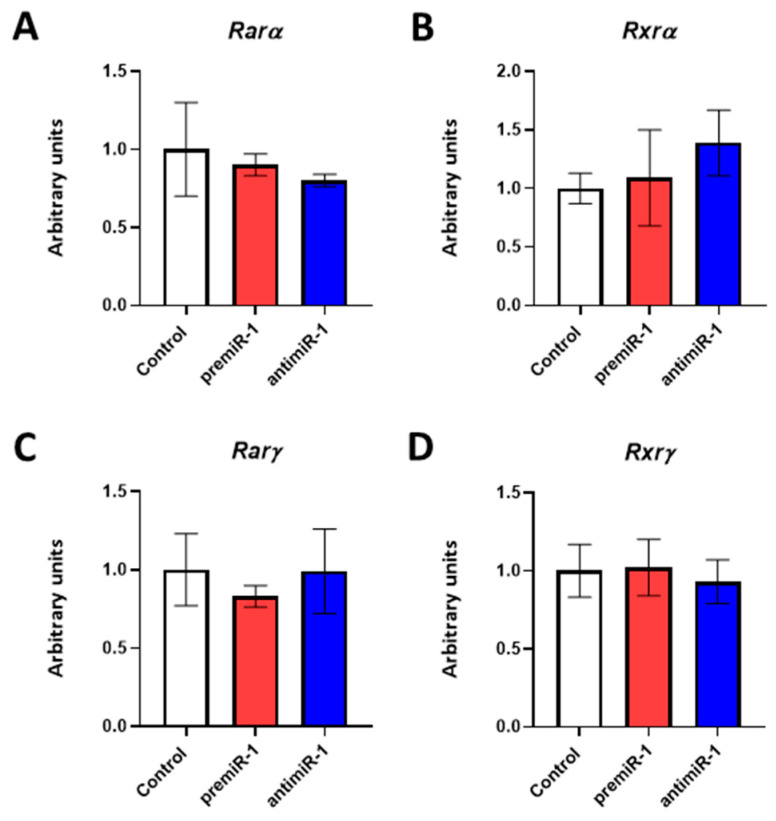 A
Rarα
Arbitrary units
1.5
1.0
0.5
0.0
Control
premiR-1
antimiR-1
B
Rxrα
Arbitrary units
2.0
1.5
1.0
0.5
0.0
Control
premiR-1
antimiR-1
C
Rarγ
Arbitrary units
1.5
1.0
0.5
0.0
Control
premiR-1
antimiR-1
D
Rxrγ
Arbitrary units
1.5
1.0
0.5
0.0
Control
premiR-1
antimiR-1